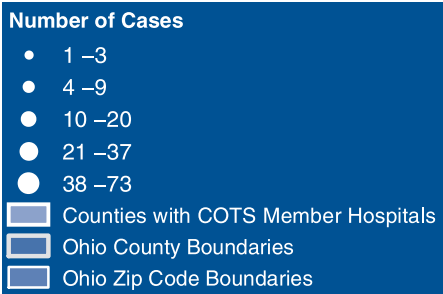 Number of Cases
1 –3
4 –9
10 –20
21 –37
38 –73
Counties with COTS Member Hospitals
Ohio County Boundaries
Ohio Zip Code Boundaries